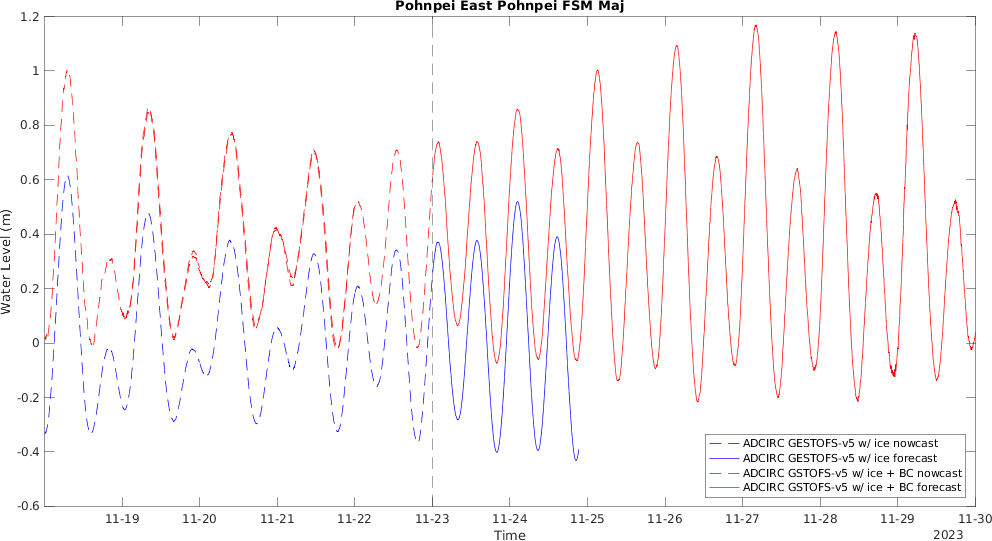 Pohnpei East Pohnpei FSM Maj
1.2
1
0.8
0.6
0.4
0.2
0
-0.2
-0.4
-0.6
Water Level (m)
ADCIRC GESTOFS-v5 w/ ice nowcast
ADCIRC GESTOFS-v5 w/ ice forecast
ADCIRC GSTOFS-v5 w/ ice + BC nowcast
ADCIRC GSTOFS-v5 w/ ice + BC forecast
11-19 11-20 11-21 11-22 11-23 11-24 11-25 11-26 11-27 11-28 11-29 11-30
Time
2023